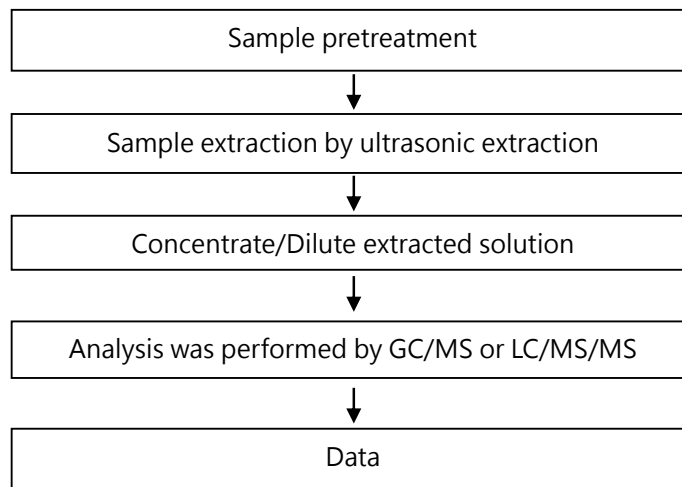 Sample pretreatment
Sample extraction by ultrasonic extraction
Concentrate/Dilute extracted solution
Analysis was performed by GC/MS or LC/MS/MS
Data